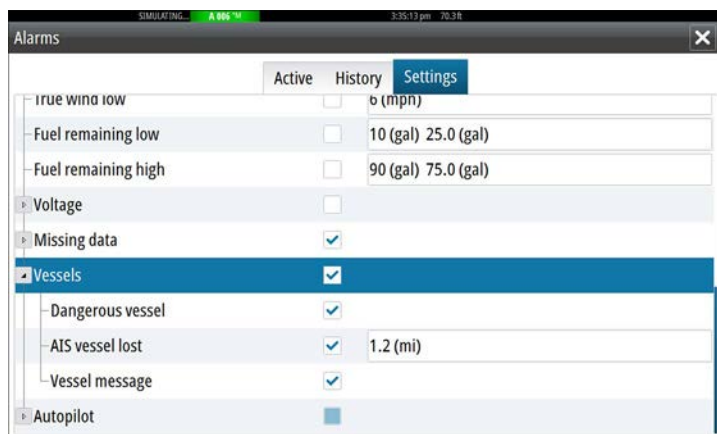 SIMULATING... A 006 °M 3:35:13 pm 70.3 ft
Alarms
Active History Settings
True wind low 6 (mph)
Fuel remaining low 10 (gal) 25.0 (gal)
Fuel remaining high 90 (gal) 75.0 (gal)
Voltage
Missing data
Vessels
Dangerous vessel
AIS vessel lost 1.2 (mi)
Vessel message
Autopilot